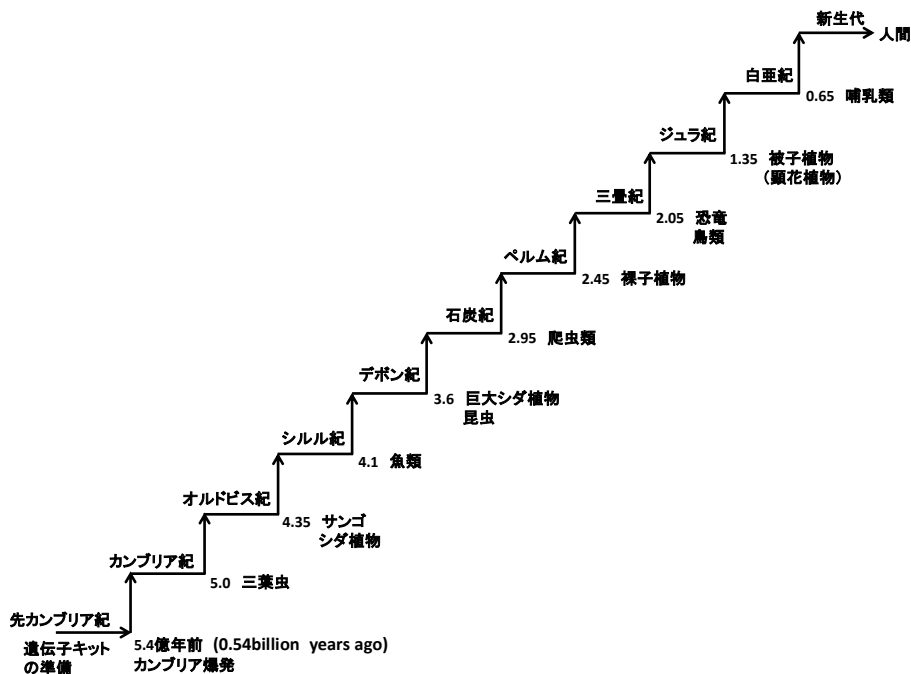 新生代
人間
白亜紀
0.65 哺乳類
ジュラ紀
1.35 被子植物
（顕花植物）
三畳紀
2.05 恐竜
鳥類
ペルム紀
2.45 裸子植物
石炭紀
2.95 爬虫類
デボン紀
3.6 巨大シダ植物
昆虫
シルル紀
4.1 魚類
オルドビス紀
4.35 サンゴ
シダ植物
カンブリア紀
5.0 三葉虫
先カンブリア紀
遺伝子キット
の準備
5.4億年前 (0.54billion years ago)
カンブリア爆発